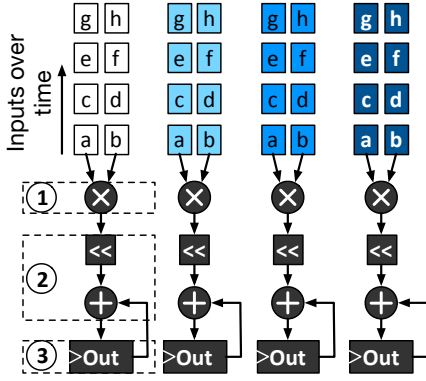 g h g h g h g h
e f e f e f e f
c d c d c d c d
a b a b a b a b
Inputs over
time
1
<< << << <<
2
3
>Out >Out >Out >Out